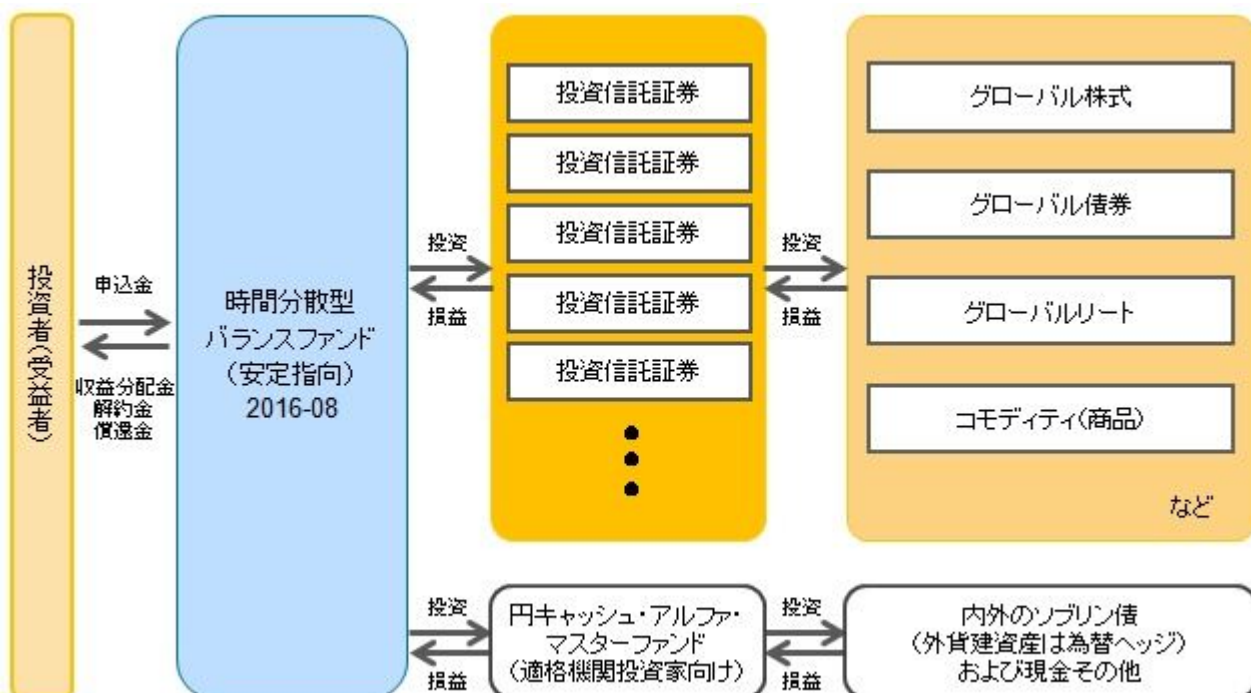 投資者(受益者)
申込金
収益分配金
解約金
償還金
時間分散型
バランスファンド
(安定指向)
2016-08
投資
損益
投資信託証券
投資信託証券
投資信託証券
投資信託証券
投資信託証券
投資
損益
グローバル株式
グローバル債券
グローバルリート
コモディティ(商品)
など
投資
損益
円キャッシュ・アルファ・
マスターファンド
(適格機関投資家向け)
投資
損益
内外のソブリン債
(外貨建資産は為替ヘッジ)
および現金その他